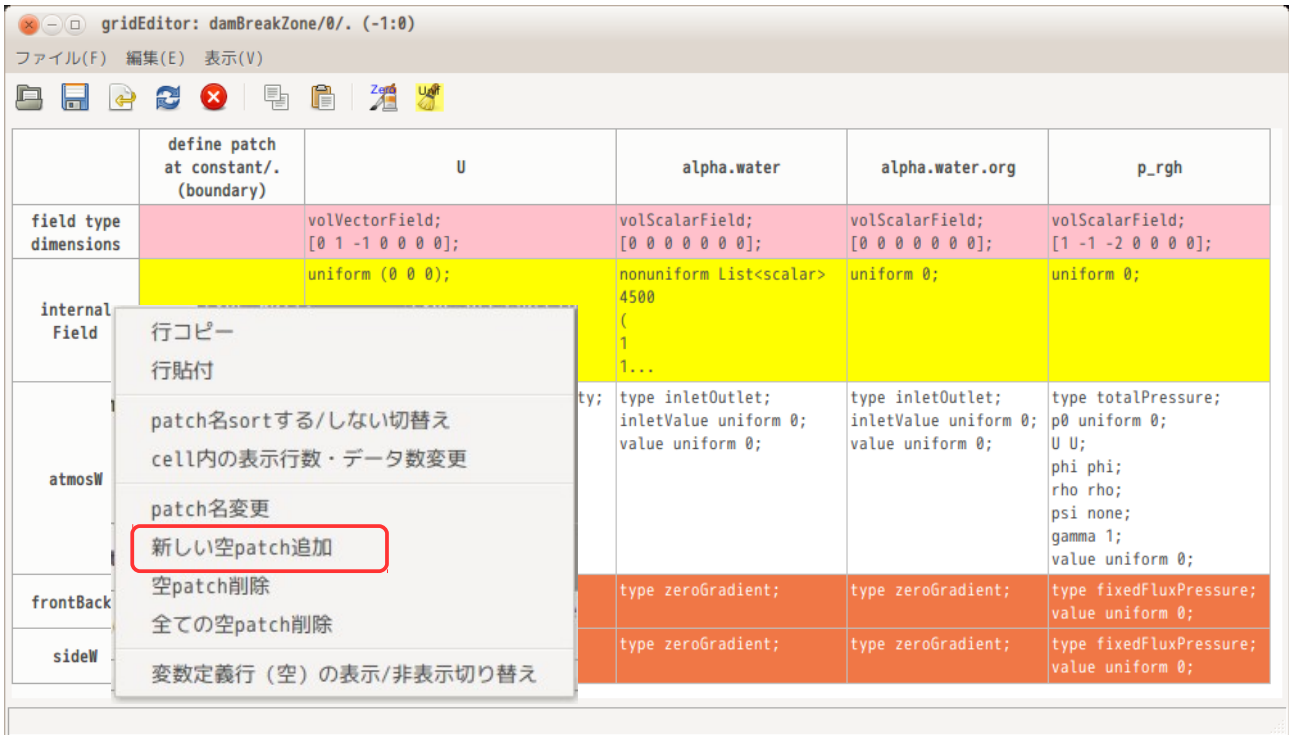 gridEditor: damBreakZone/0/. (-1:0)
ファイル(F) 編集(E) 表示(V)
Zero Unif
define patch
at constant/.
(boundary)
U
alpha.water
alpha.water.org
p_rgh
field type
dimensions
volVectorField;
[0 1 -1 0 0 0 0];
volScalarField;
[0 0 0 0 0 0 0];
volScalarField;
[0 0 0 0 0 0 0];
volScalarField;
[1 -1 -2 0 0 0 0];
internal
Field
uniform (0 0 0);
nonuniform List<scalar>
4500
(
1
1...
uniform 0;
uniform 0;
atmosW
ty;
type inletOutlet;
inletValue uniform 0;
value uniform 0;
type inletOutlet;
inletValue uniform 0;
value uniform 0;
type totalPressure;
p0 uniform 0;
U U;
phi phi;
rho rho;
psi none;
gamma 1;
value uniform 0;
frontBack
type zeroGradient;
type zeroGradient;
type fixedFluxPressure;
value uniform 0;
sideW
type zeroGradient;
type zeroGradient;
type fixedFluxPressure;
value uniform 0;
行コピー
行貼付
patch名sortする/しない切替え
cell内の表示行数・データ数変更
patch名変更
新しい空patch追加
空patch削除
全ての空patch削除
変数定義行（空）の表示/非表示切り替え